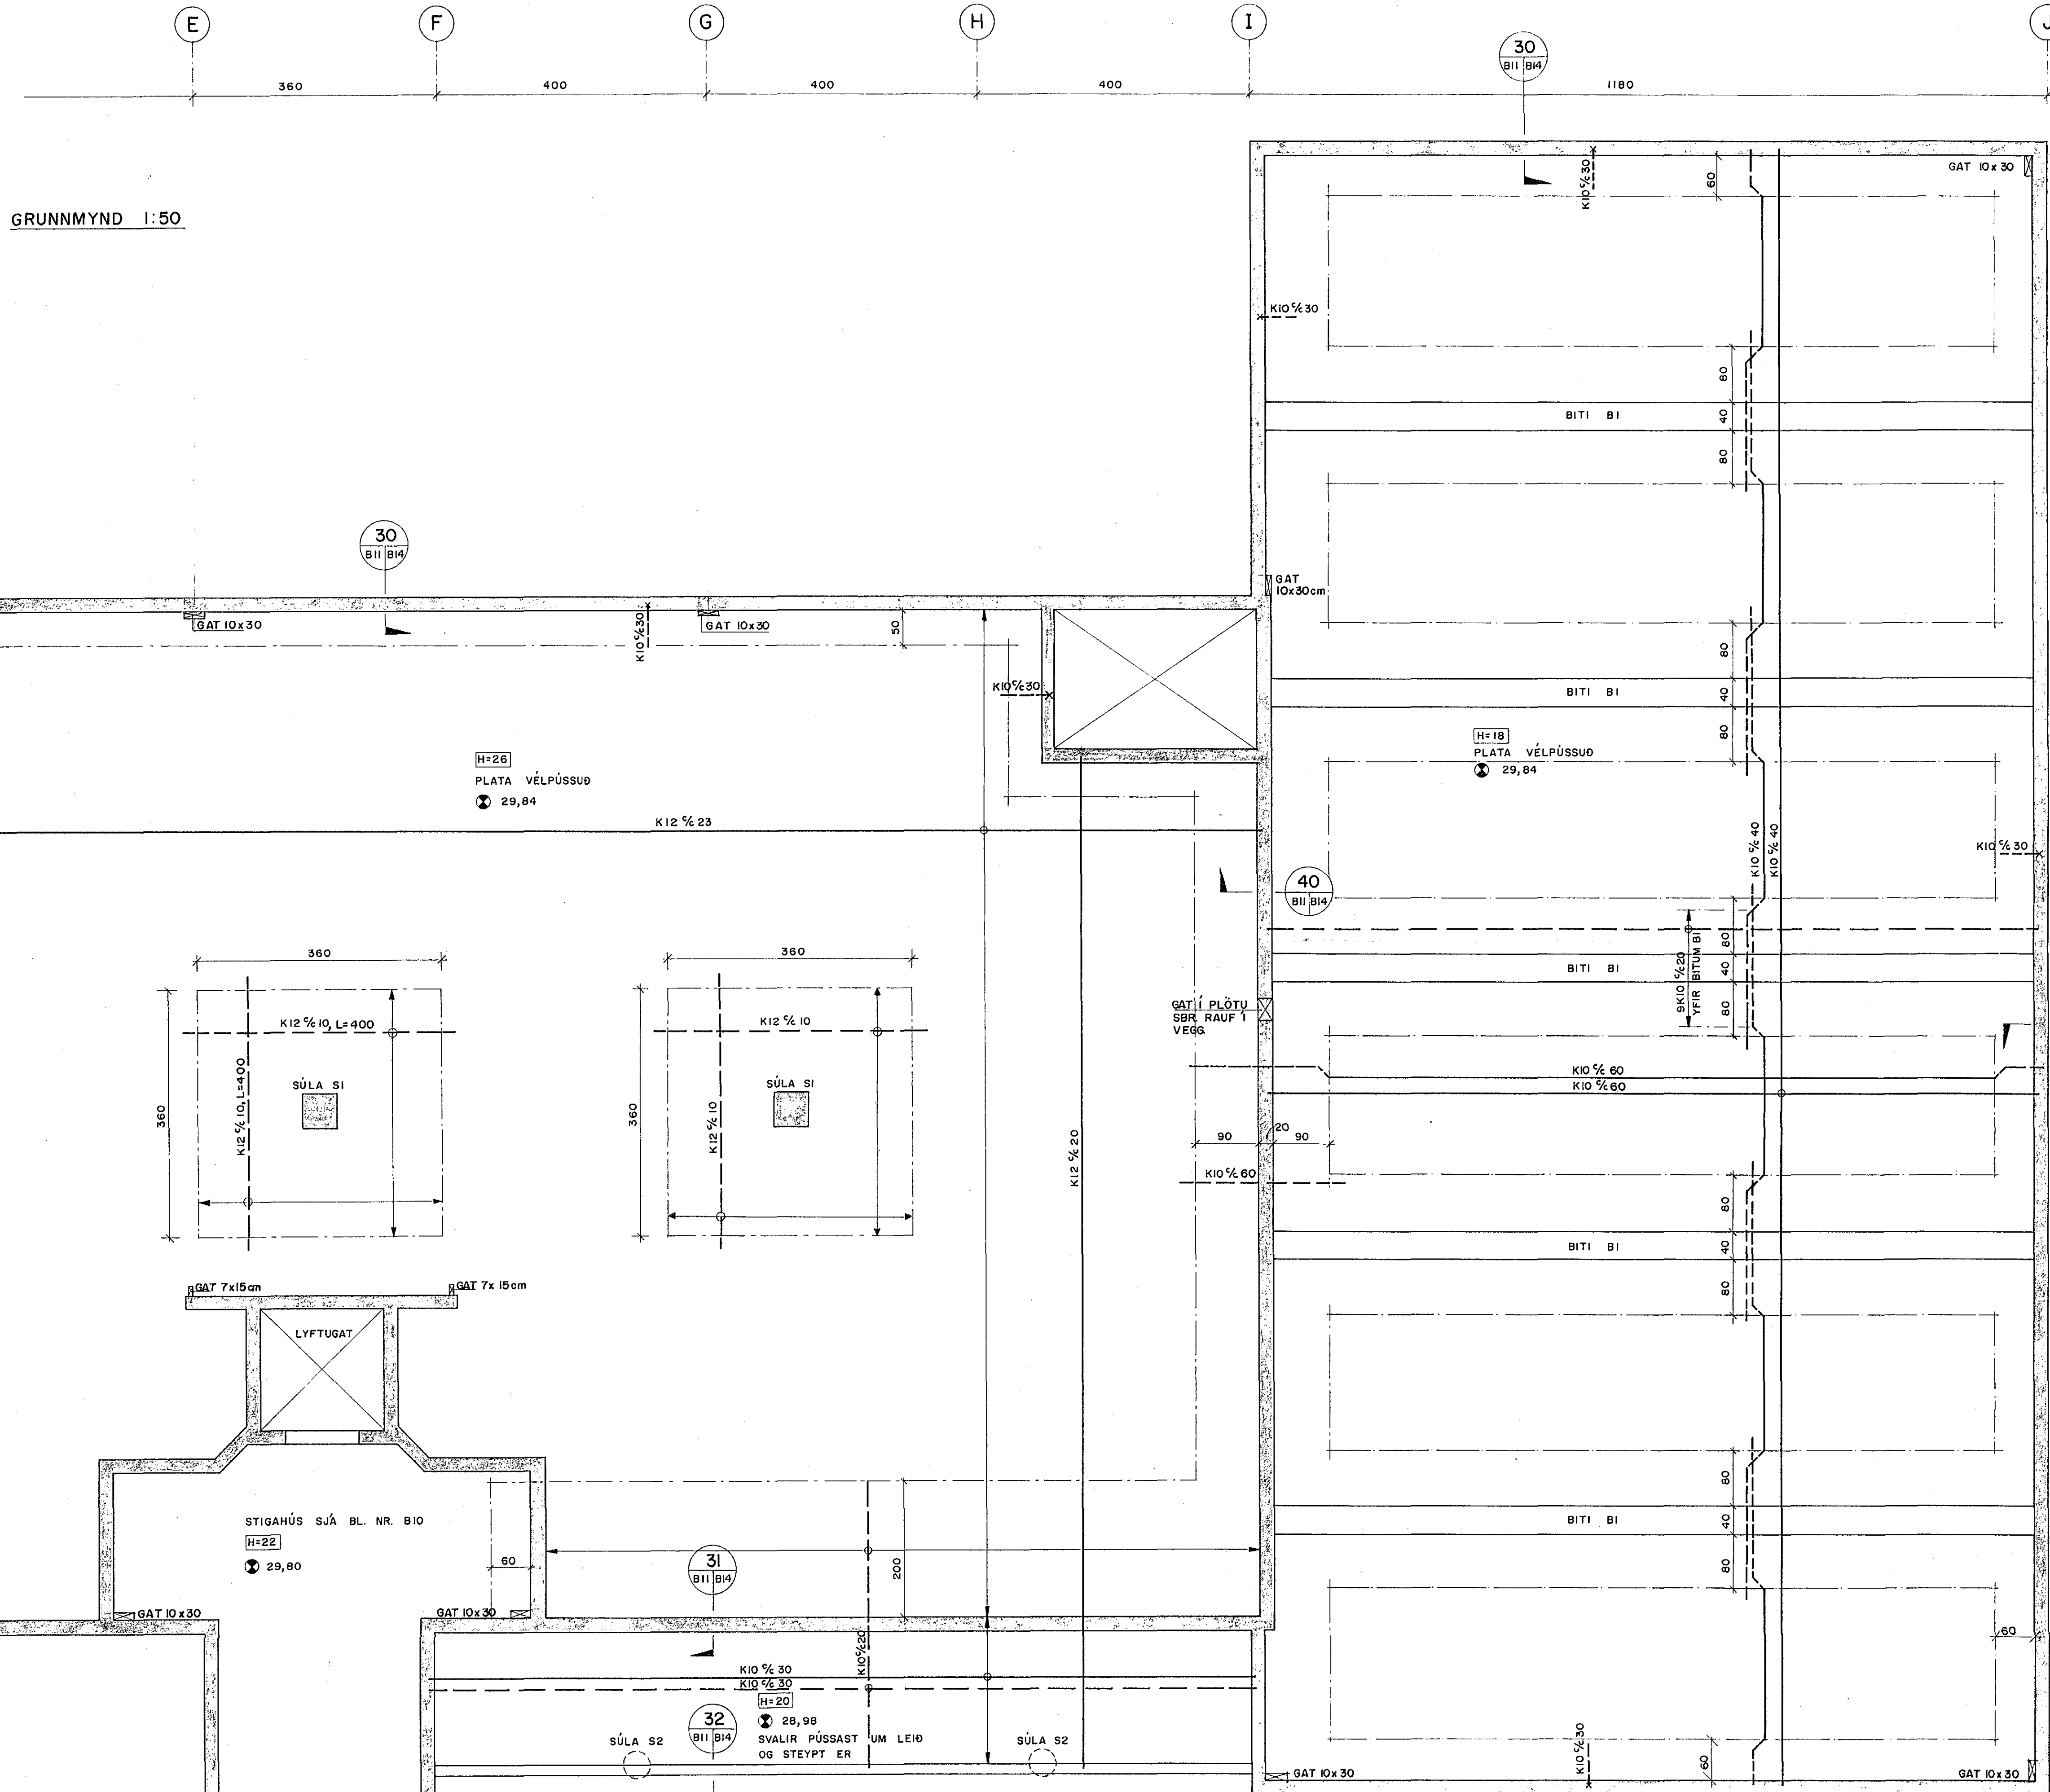 E
F
G
H
I
J
30
B11 B14
360
400
400
400
1180
GRUNNMYND 1:50
K10 c/c 30
60
GAT 10x30
K10 c/c 30
80
40
80
BITI B1
30
B11 B14
GAT
10x30cm
GAT 10x30
K10 c/c 30
GAT 10x30
50
K10 c/c 30
80
40
80
BITI B1
H=26
PLATA VÉLPÚSSUÐ
29,84
H=18
PLATA VÉLPÚSSUÐ
29,84
K12 c/c 23
K10 c/c 40
K10 c/c 40
K10 c/c 30
40
B11 B14
360
360
K12 c/c 10, L=400
K12 c/c 10
9K10 c/c 20
YFIR BITUM B1
80
40
80
BITI B1
GAT Í PLÖTU
SBR. RAUF Í
VEGG
SÚLA S1
SÚLA S1
360
K12 c/c 10, L=400
360
K12 c/c 10
K10 c/c 60
K10 c/c 60
90
20
90
K12 c/c 20
K10 c/c 60
80
40
80
BITI B1
GAT 7x15cm
GAT 7x15cm
LYFTUGAT
STIGAHÚS SJÁ BL. NR. B10
H=22
29,80
60
31
B11 B14
200
80
40
80
BITI B1
GAT 10x30
GAT 10x30
K10 c/c 20
60
K10 c/c 30
K10 c/c 30
H=20
28,98
SVALIR PÚSSAST UM LEIÐ
OG STEYPT ER
32
B11 B14
SÚLA S2
SÚLA S2
K10 c/c 30
60
GAT 10x30
GAT 10x30